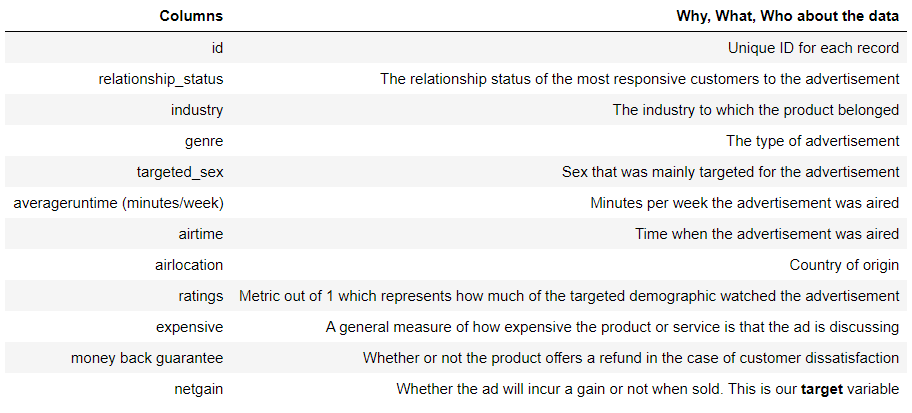 Columns Why, What, Who about the data
id Unique ID for each record
relationship_status The relationship status of the most responsive customers to the advertisement
industry The industry to which the product belonged
genre The type of advertisement
targeted_sex Sex that was mainly targeted for the advertisement
averageruntime (minutes/week) Minutes per week the advertisement was aired
airtime Time when the advertisement was aired
airlocation Country of origin
ratings Metric out of 1 which represents how much of the targeted demographic watched the advertisement
expensive A general measure of how expensive the product or service is that the ad is discussing
money back guarantee Whether or not the product offers a refund in the case of customer dissatisfaction
netgain Whether the ad will incur a gain or not when sold. This is our target variable